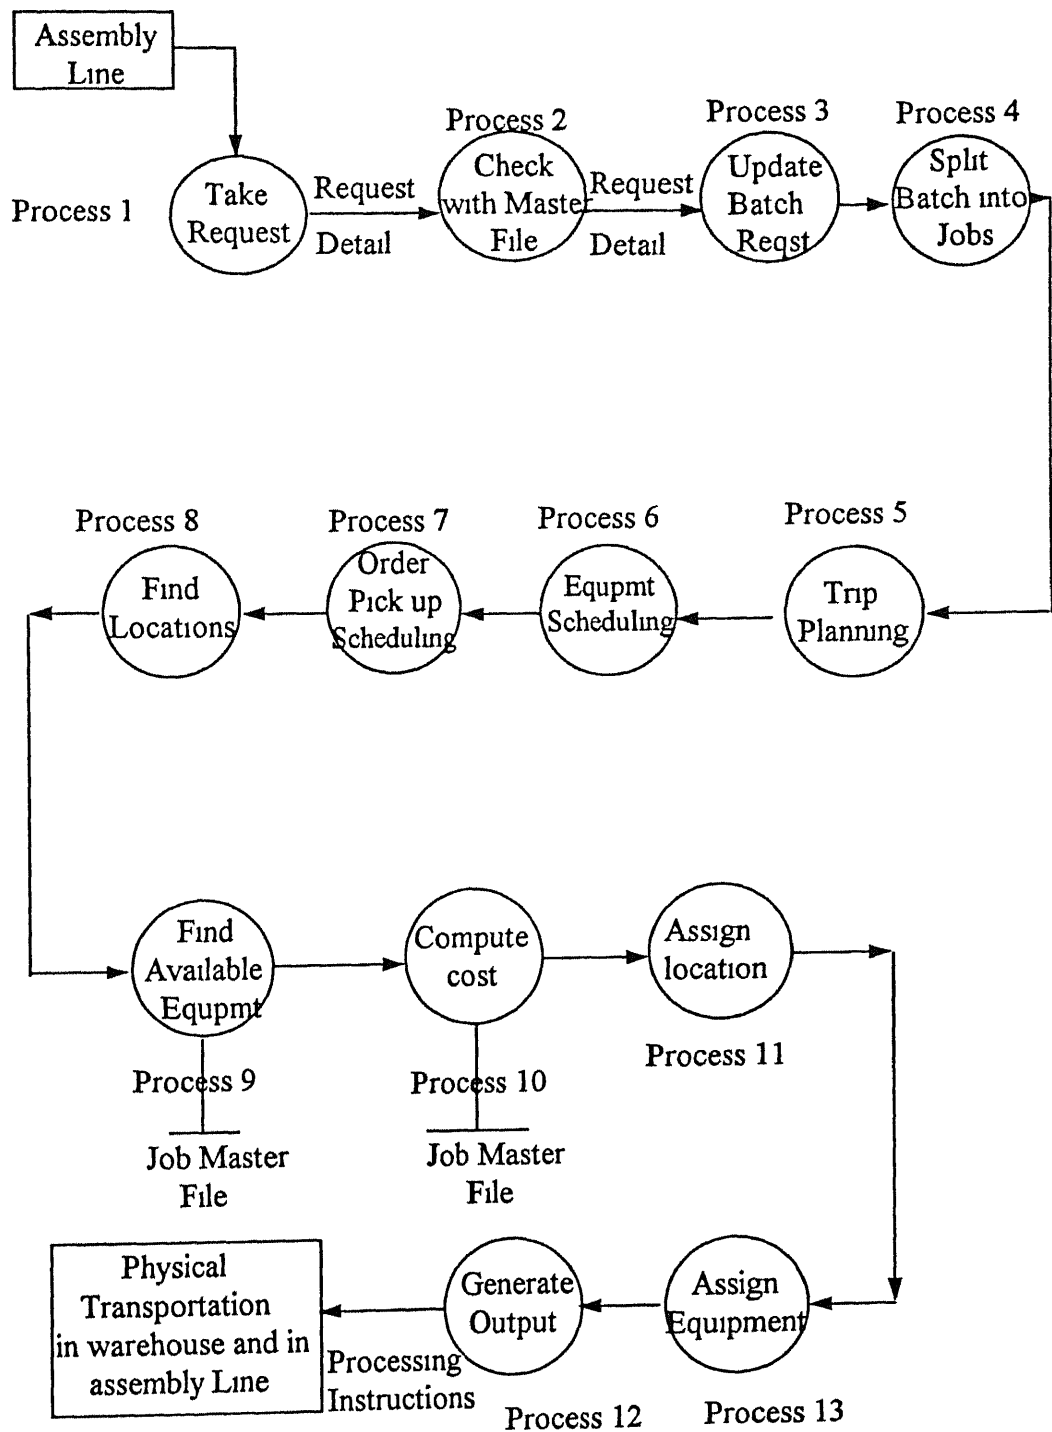 Assembly
Line
Process 1
Take
Request
Request
Detail
Process 2
Check
with Master
File
Request
Detail
Process 3
Update
Batch
Reqst
Process 4
Split
Batch into
Jobs
Process 5
Trip
Planning
Process 6
Equpmt
Scheduling
Process 7
Order
Pick up
Scheduling
Process 8
Find
Locations
Find
Available
Equpmt
Process 9
Job Master
File
Compute
cost
Process 10
Job Master
File
Assign
location
Process 11
Assign
Equipment
Process 13
Generate
Output
Process 12
Processing
Instructions
Physical
Transportation
in warehouse and in
assembly Line